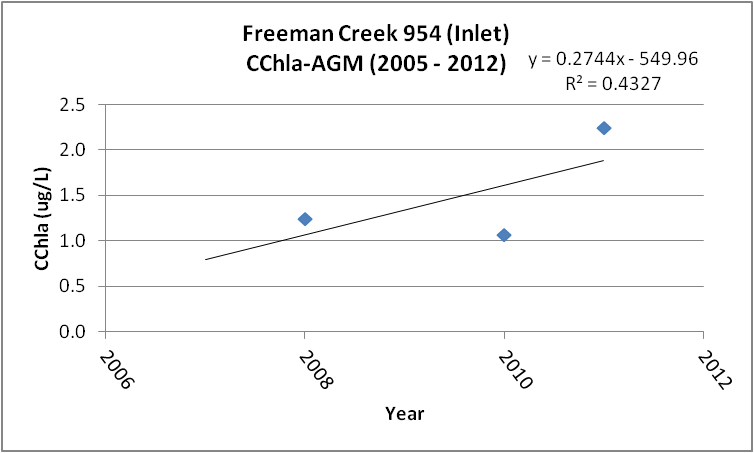 Freeman Creek 954 (Inlet)
CChla-AGM (2005 - 2012)
y = 0.2744x - 549.96
R² = 0.4327
2.5
2.0
1.5
1.0
0.5
0.0
CChla (ug/L)
2006
2008
2010
2012
Year